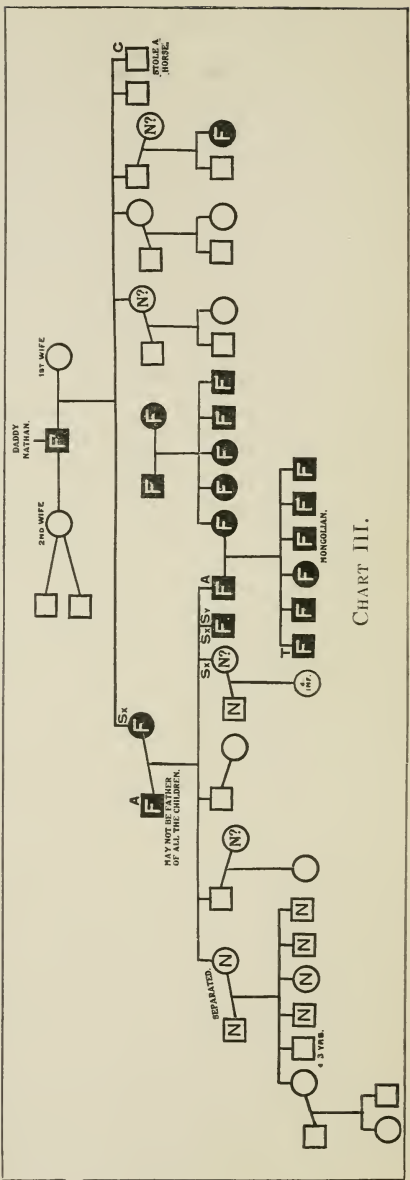 DADDY
NATHAN.
2ND WIFE
F
1ST WIFE
Sx
F
N?
N?
C
STOLE A
HORSE.
A
F
MAY NOT BE FATHER
OF ALL THE CHILDREN.
F
F
F
SEPARATED.
N
N
N?
Sx
N?
N
Sx Sy
F
A
F
F
F
F
F
F
INF.
T
F
F
F
F
F
F
MONGOLIAN.
3 YRS.
N
N
N
N
CHART III.